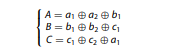 A = a₁ ⊕ a₂ ⊕ b₁
B = b₁ ⊕ b₂ ⊕ c₁
C = c₁ ⊕ c₂ ⊕ a₁